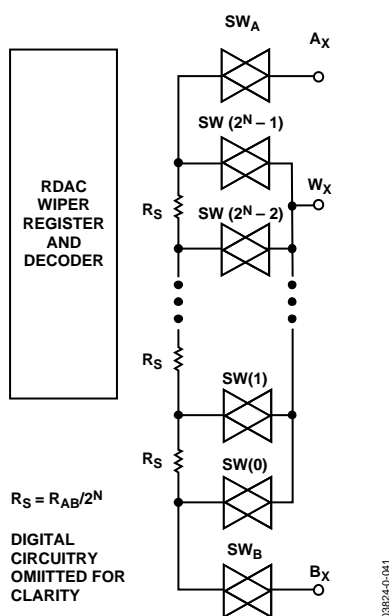 SWA
AX
SW (2N – 1)
WX
RDAC
WIPER
REGISTER
AND
DECODER
RS
SW (2N – 2)
RS
SW(1)
RS
SW(0)
RS = RAB/2N
DIGITAL
CIRCUITRY
OMIITTED FOR
CLARITY
SWB
BX
03824-0-041